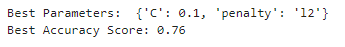 Best Parameters:  {'C': 0.1, 'penalty': 'l2'}
Best Accuracy Score: 0.76